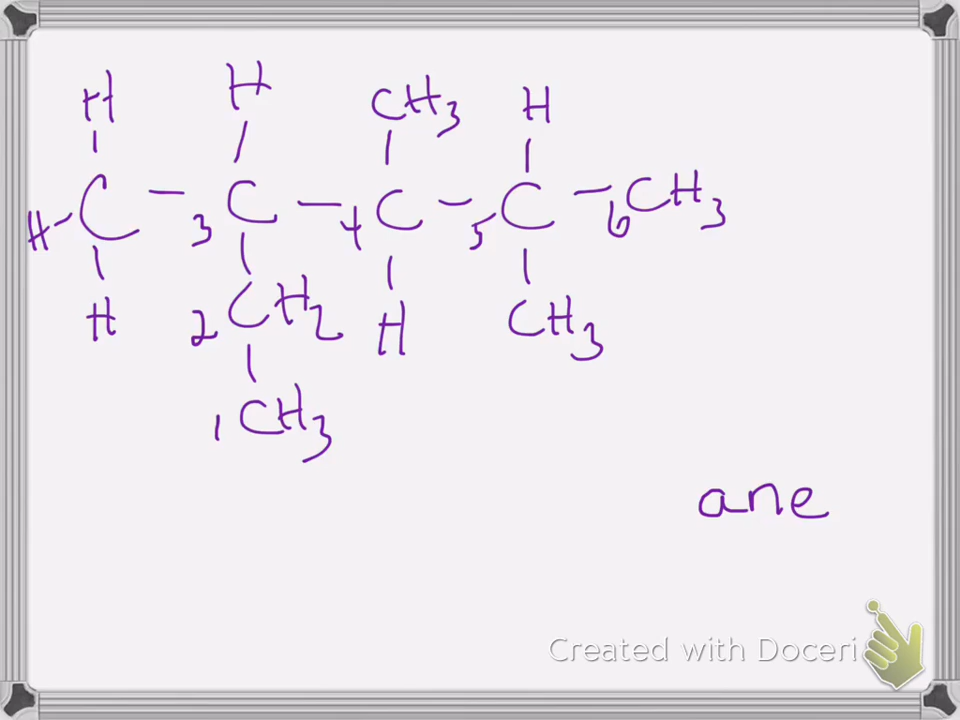 H H CH3 H
H - C - 3 C - 4 C - 5 C - 6 CH3
H 2 CH2 H CH3
1 CH3
ane
Created with Doceri